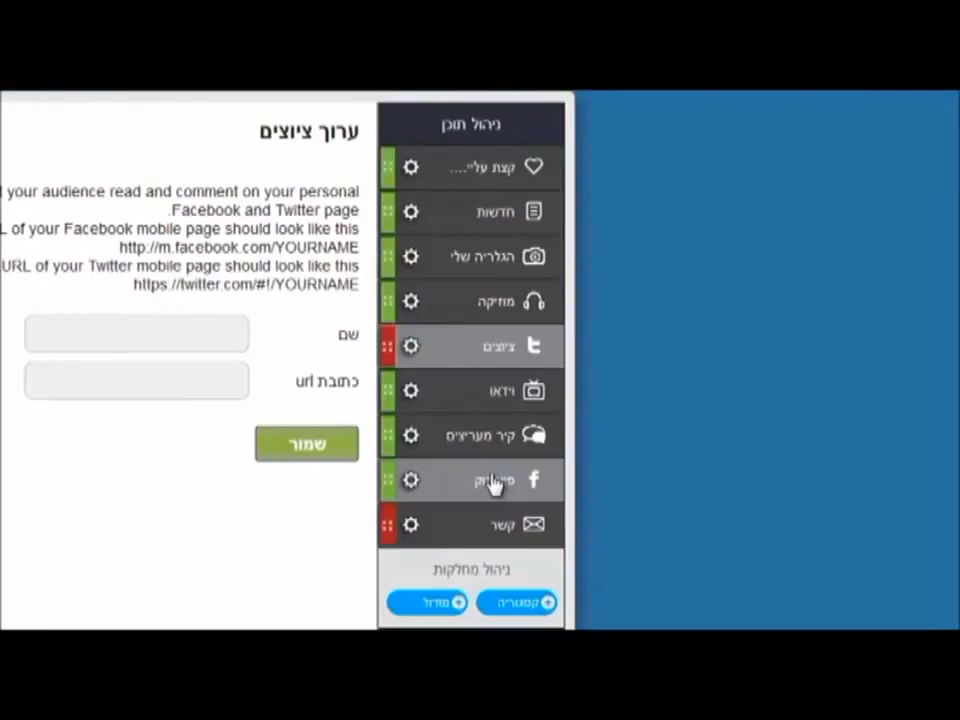 ניהול תוכן
קצת עליי....
חדשות
הגלריה שלי
מוזיקה
ציוצים
וידאו
קיר מעריצים
קשר
ניהול מחלקות
קטגוריה
מודול
ערוך ציוצים
your audience read and comment on your personal
Facebook and Twitter page.
of your Facebook mobile page should look like this
http://m.facebook.com/YOURNAME
URL of your Twitter mobile page should look like this
https://twitter.com/#!/YOURNAME
שם
כתובת url
שמור